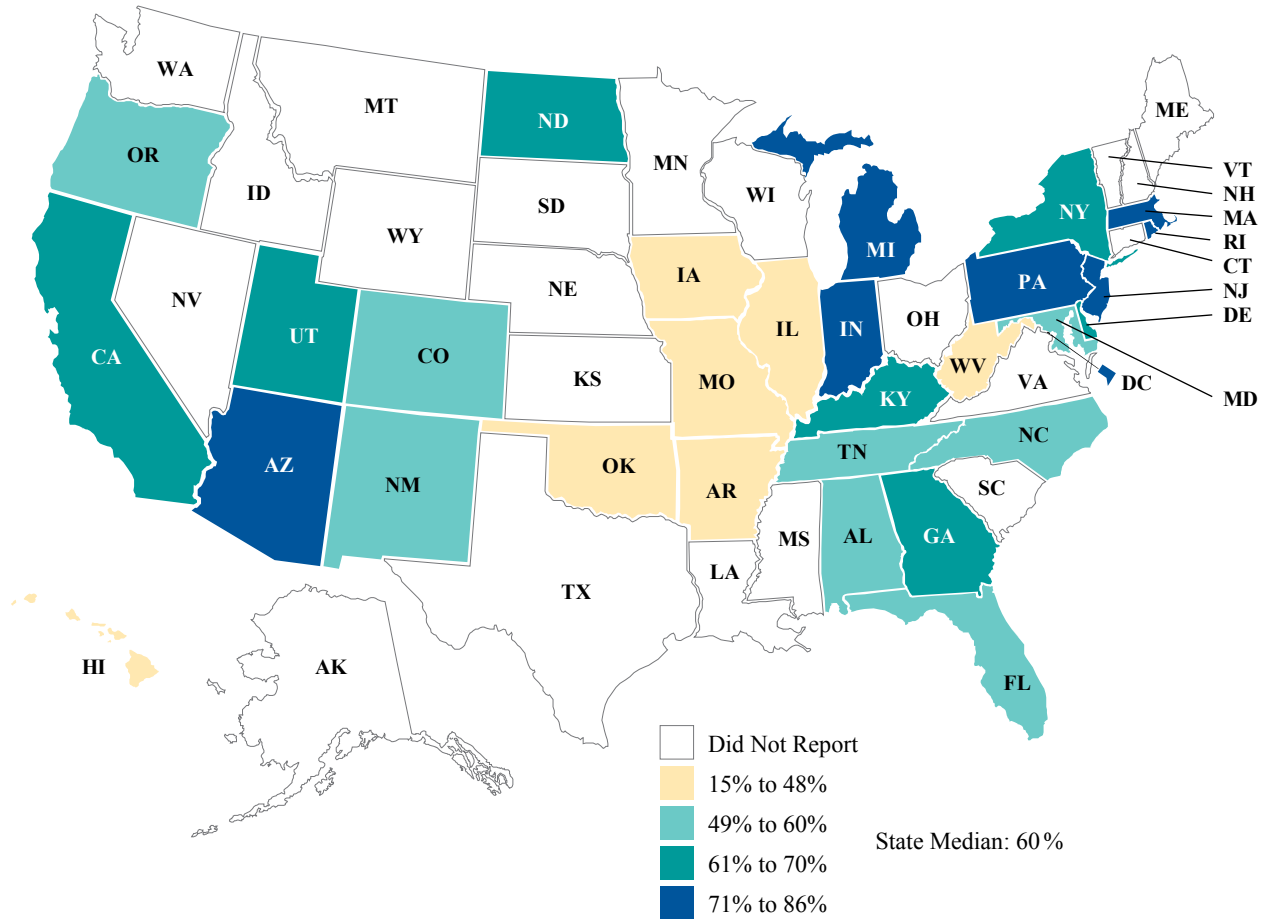 WA
MT
ND
MN
ME
OR
ID
SD
WI
VT
NH
NY
MA
WY
MI
RI
CT
IA
NE
PA
NJ
NV
OH
DE
UT
IL
IN
CA
CO
KS
MO
WV
DC
VA
MD
KY
NC
TN
AZ
OK
NM
AR
SC
MS
AL
GA
LA
TX
HI
AK
FL
Did Not Report
15% to 48%
49% to 60%
State Median: 60%
61% to 70%
71% to 86%